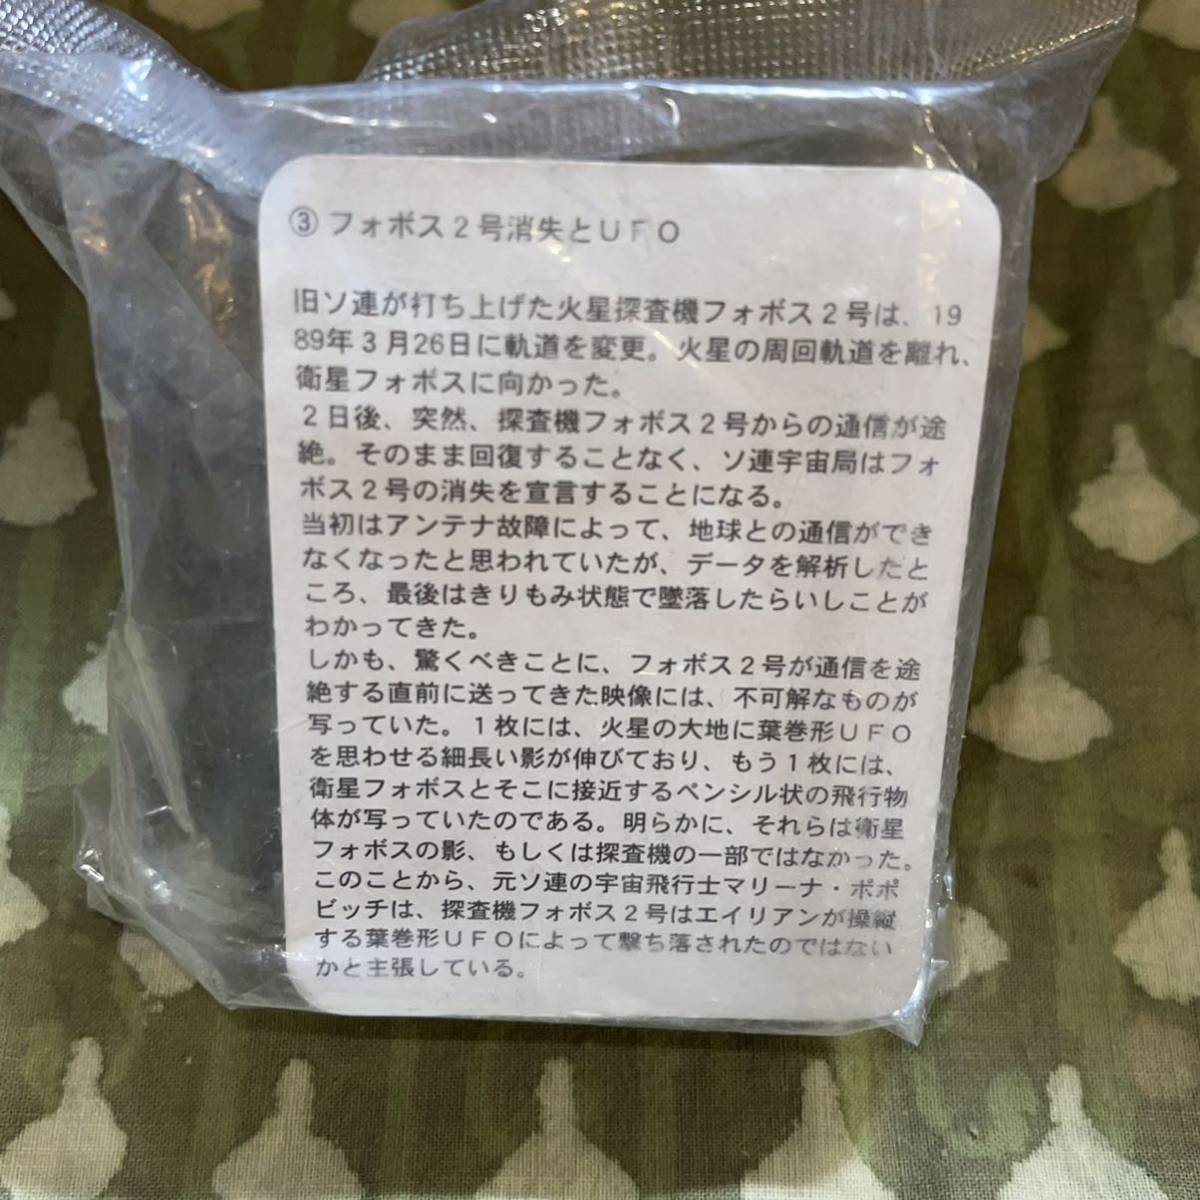 ③フォボス２号消失とＵＦＯ
旧ソ連が打ち上げた火星探査機フォボス２号は、19
89年３月26日に軌道を変更。火星の周回軌道を離れ、
衛星フォボスに向かった。
２日後、突然、探査機フォボス２号からの通信が途
絶。そのまま回復することなく、ソ連宇宙局はフォ
ボス２号の消失を宣言することになる。
当初はアンテナ故障によって、地球との通信ができ
なくなったと思われていたが、データを解析したと
ころ、最後はきりもみ状態で墜落したらいしことが
わかってきた。
しかも、驚くべきことに、フォボス２号が通信を途
絶する直前に送ってきた映像には、不可解なものが
写っていた。１枚には、火星の大地に葉巻形ＵＦＯ
を思わせる細長い影が伸びており、もう１枚には、
衛星フォボスとそこに接近するペンシル状の飛行物
体が写っていたのである。明らかに、それらは衛星
フォボスの影、もしくは探査機の一部ではなかった。
このことから、元ソ連の宇宙飛行士マリーナ・ポポ
ビッチは、探査機フォボス２号はエイリアンが操縦
する葉巻形ＵＦＯによって撃ち落されたのではない
かと主張している。